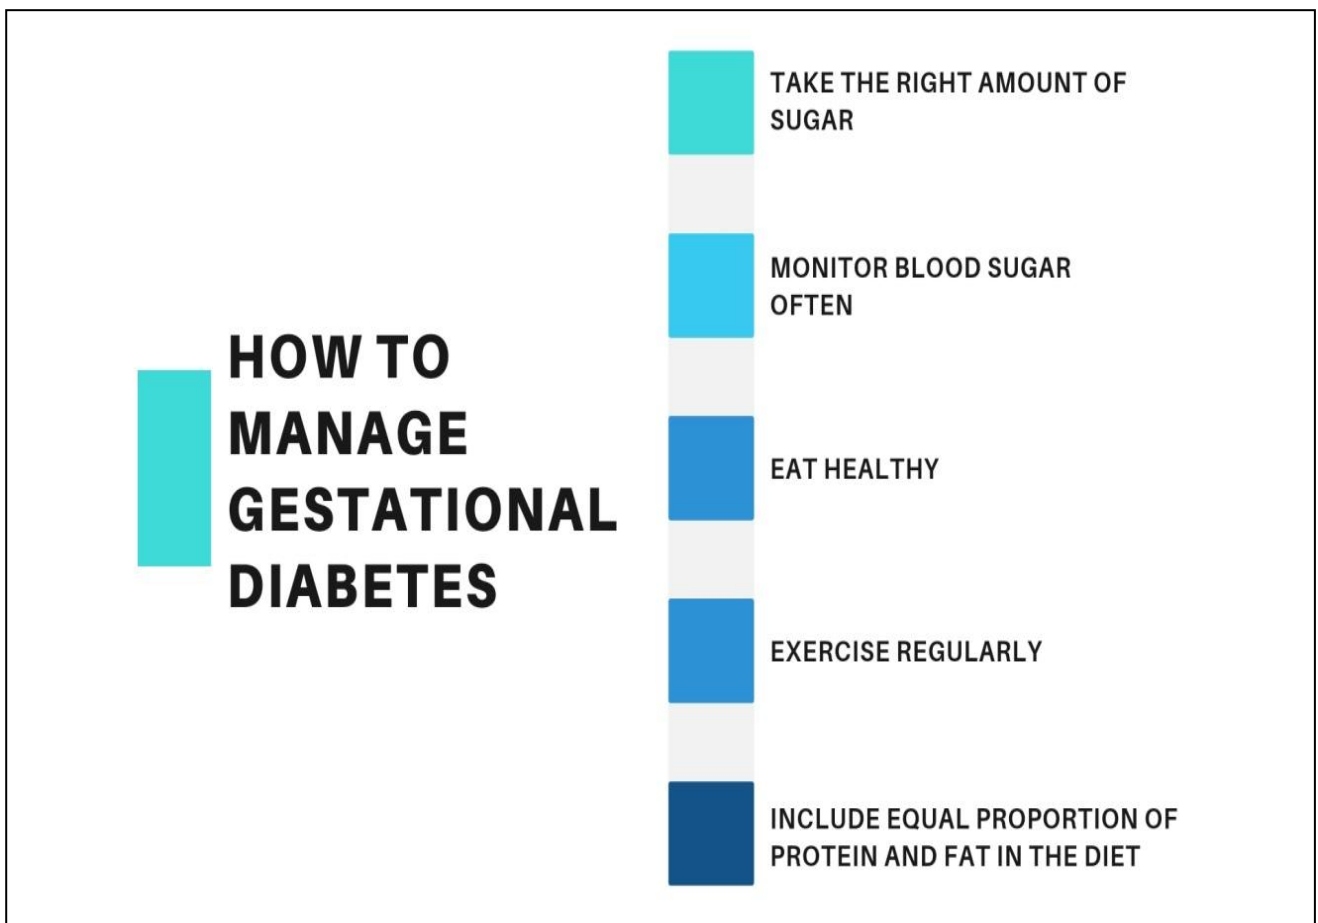 HOW TO
MANAGE
GESTATIONAL
DIABETES
TAKE THE RIGHT AMOUNT OF
SUGAR
MONITOR BLOOD SUGAR
OFTEN
EAT HEALTHY
EXERCISE REGULARLY
INCLUDE EQUAL PROPORTION OF
PROTEIN AND FAT IN THE DIET